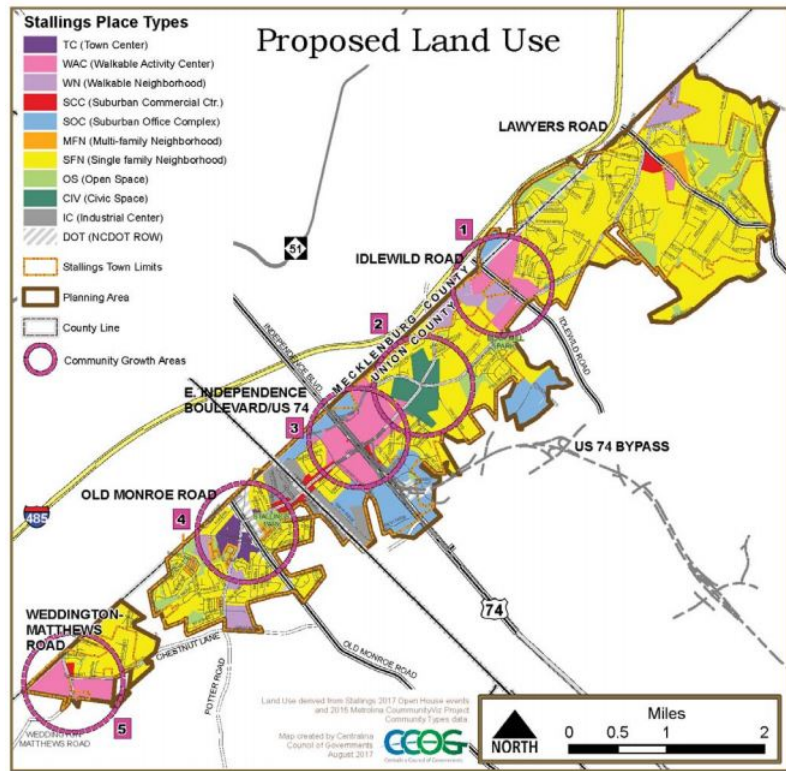 Proposed Land Use
Stallings Place Types
TC (Town Center)
WAC (Walkable Activity Center)
WN (Walkable Neighborhood)
SCC (Suburban Commercial Ctr.)
SOC (Suburban Office Complex)
MFN (Multi-family Neighborhood)
SFN (Single family Neighborhood)
OS (Open Space)
CIV (Civic Space)
IC (Industrial Center)
DOT (NCDOT ROW)
Stallings Town Limits
Planning Area
County Line
Community Growth Areas
LAWYERS ROAD
51
1
IDLEWILD ROAD
MECKLENBURG COUNTY
UNION COUNTY
2
INDEPENDENCE BLVD
IDLEWILD ROAD
PARK
E. INDEPENDENCE
BOULEVARD/US 74
3
US 74 BYPASS
OLD MONROE ROAD
485
4
STALLINGS
PARK
74
WEDDINGTON-
MATTHEWS
ROAD
CHESTNUT LANE
POTTER ROAD
OLD MONROE ROAD
5
WEDDINGTON
MATTHEWS ROAD
Land Use derived from Stallings 2017 Open House events
and 2016 Metrolina CoummunityViz Project
Community Types data.
Map created by Centralina
Council of Governments
August 2017
CCOG
Centralina Council of Governments
NORTH
Miles
0 0.5 1 2